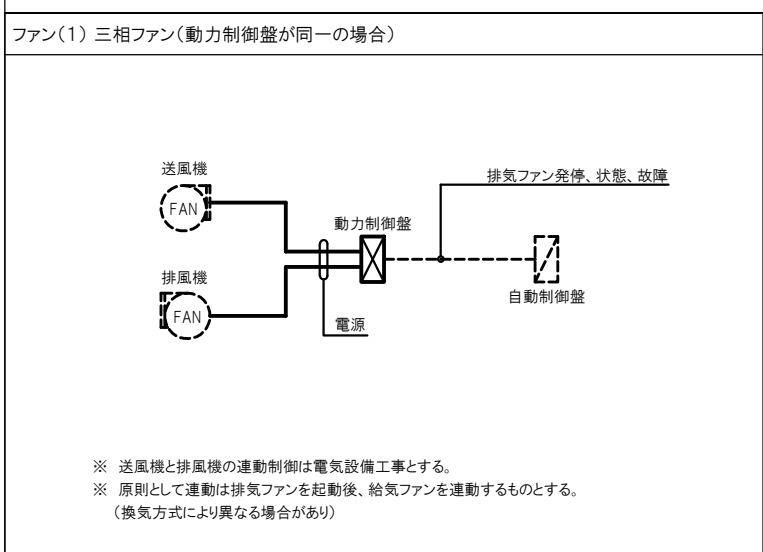 ファン(1) 三相ファン(動力制御盤が同一の場合)
送風機
FAN
排気ファン発停、状態、故障
動力制御盤
排風機
FAN
自動制御盤
電源
※ 送風機と排風機の連動制御は電気設備工事とする。
※ 原則として連動は排気ファンを起動後、給気ファンを連動するものとする。
(換気方式により異なる場合があり)